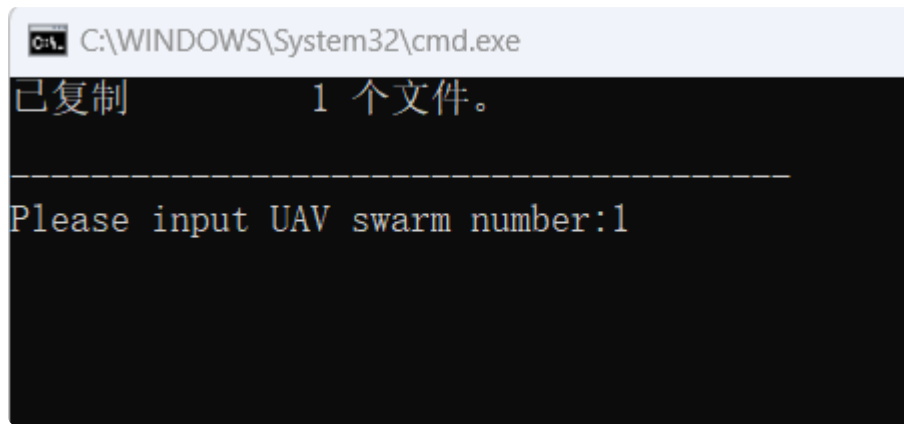 C:\WINDOWS\System32\cmd.exe
已复制         1 个文件。
---------------------------------------
Please input UAV swarm number:1